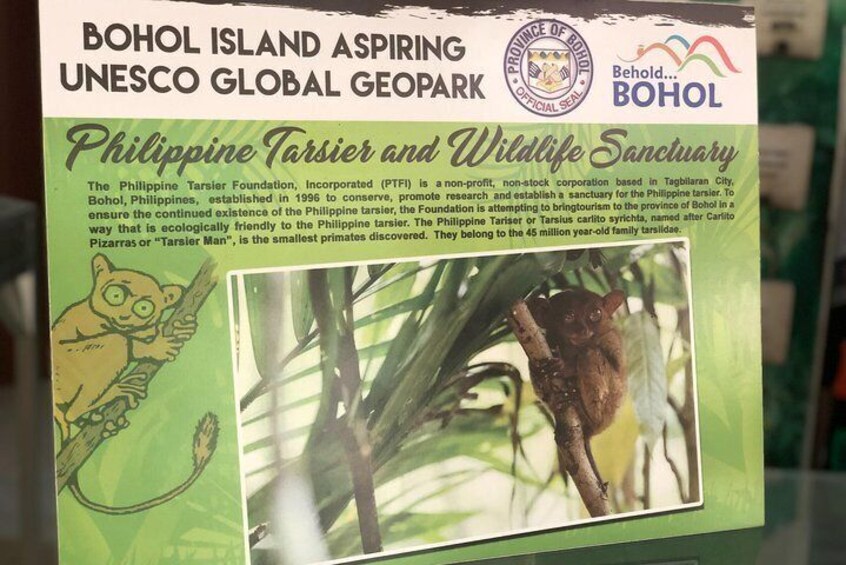 BOHOL ISLAND ASPIRING
UNESCO GLOBAL GEOPARK
PROVINCE OF BOHOL
OFFICIAL SEAL
Behold...
BOHOL
Philippine Tarsier and Wildlife Sanctuary
The Philippine Tarsier Foundation, Incorporated (PTFI) is a non-profit, non-stock corporation based in Tagbilaran City,
Bohol, Philippines, established in 1996 to conserve, promote research and establish a sanctuary for the Philippine tarsier. To
ensure the continued existence of the Philippine tarsier, the Foundation is attempting to bringtourism to the province of Bohol in a
way that is ecologically friendly to the Philippine tarsier. The Philippine Tariser or Tarsius carlito syrichta, named after Carlito
Pizarras or "Tarsier Man", is the smallest primates discovered. They belong to the 45 million year-old family tarsiidae.